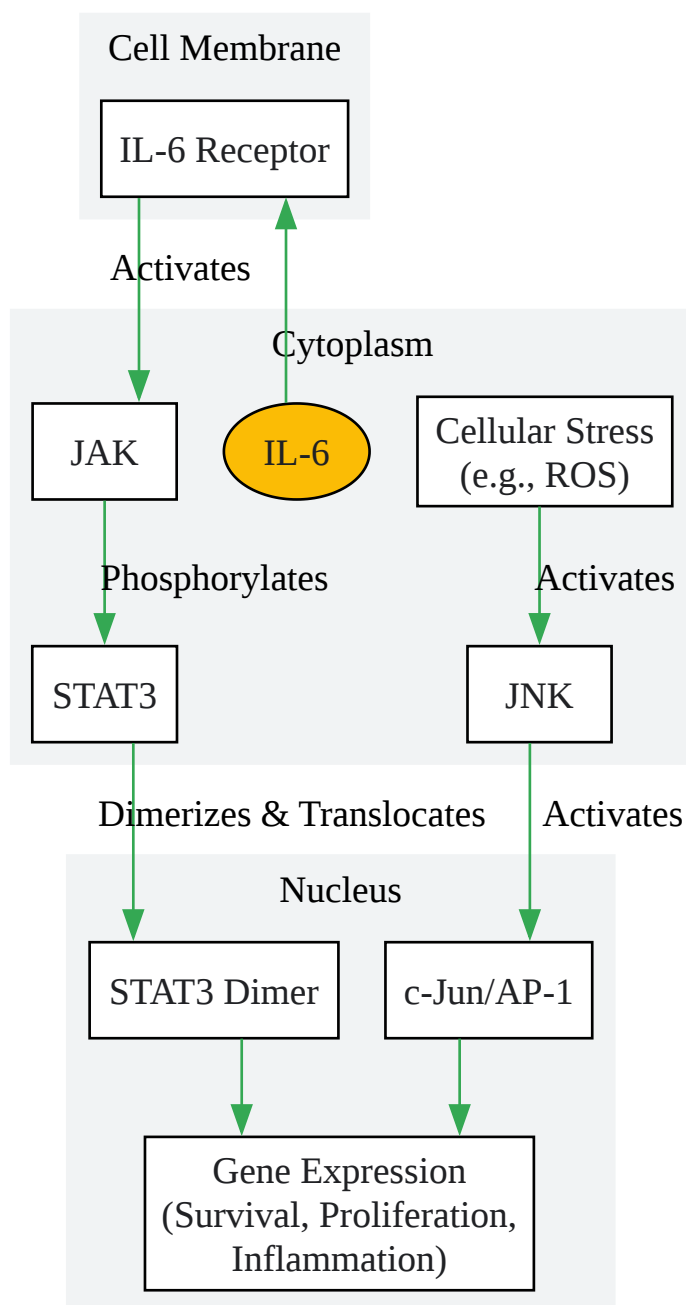 Cell Membrane
IL-6 Receptor
Activates
Cytoplasm
JAK
IL-6
Cellular Stress
(e.g., ROS)
Phosphorylates
Activates
STAT3
JNK
Dimerizes & Translocates
Activates
Nucleus
STAT3 Dimer
c-Jun/AP-1
Gene Expression
(Survival, Proliferation,
Inflammation)